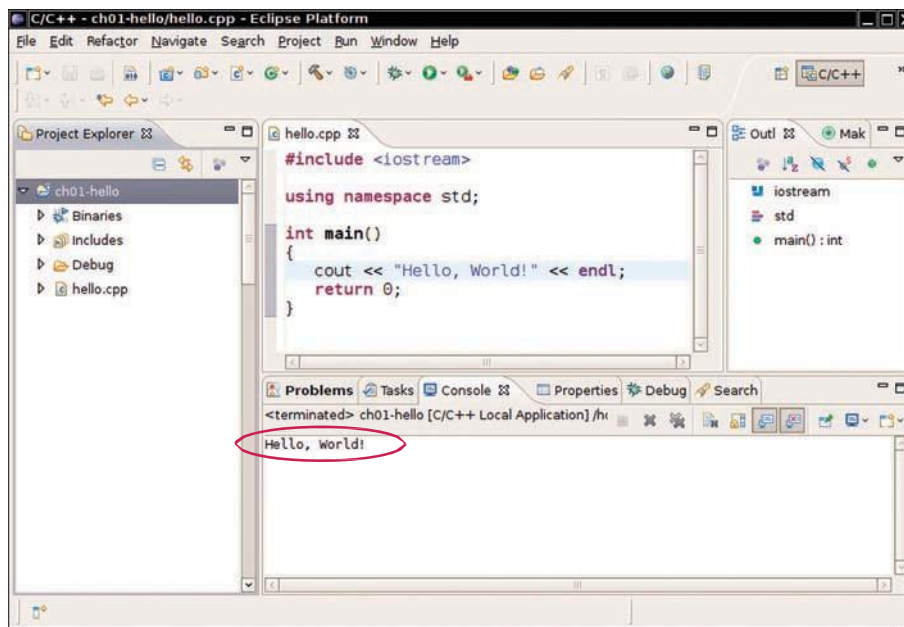 C/C++ - ch01-hello/hello.cpp - Eclipse Platform
File Edit Refactor Navigate Search Project Run Window Help
C/C++
Project Explorer
ch01-hello
Binaries
Includes
Debug
hello.cpp
hello.cpp
#include <iostream>
using namespace std;
int main()
{
cout << "Hello, World!" << endl;
return 0;
}
Outl Mak
iostream
std
main() : int
Problems Tasks Console Properties Debug Search
<terminated> ch01-hello [C/C++ Local Application]
Hello, World!